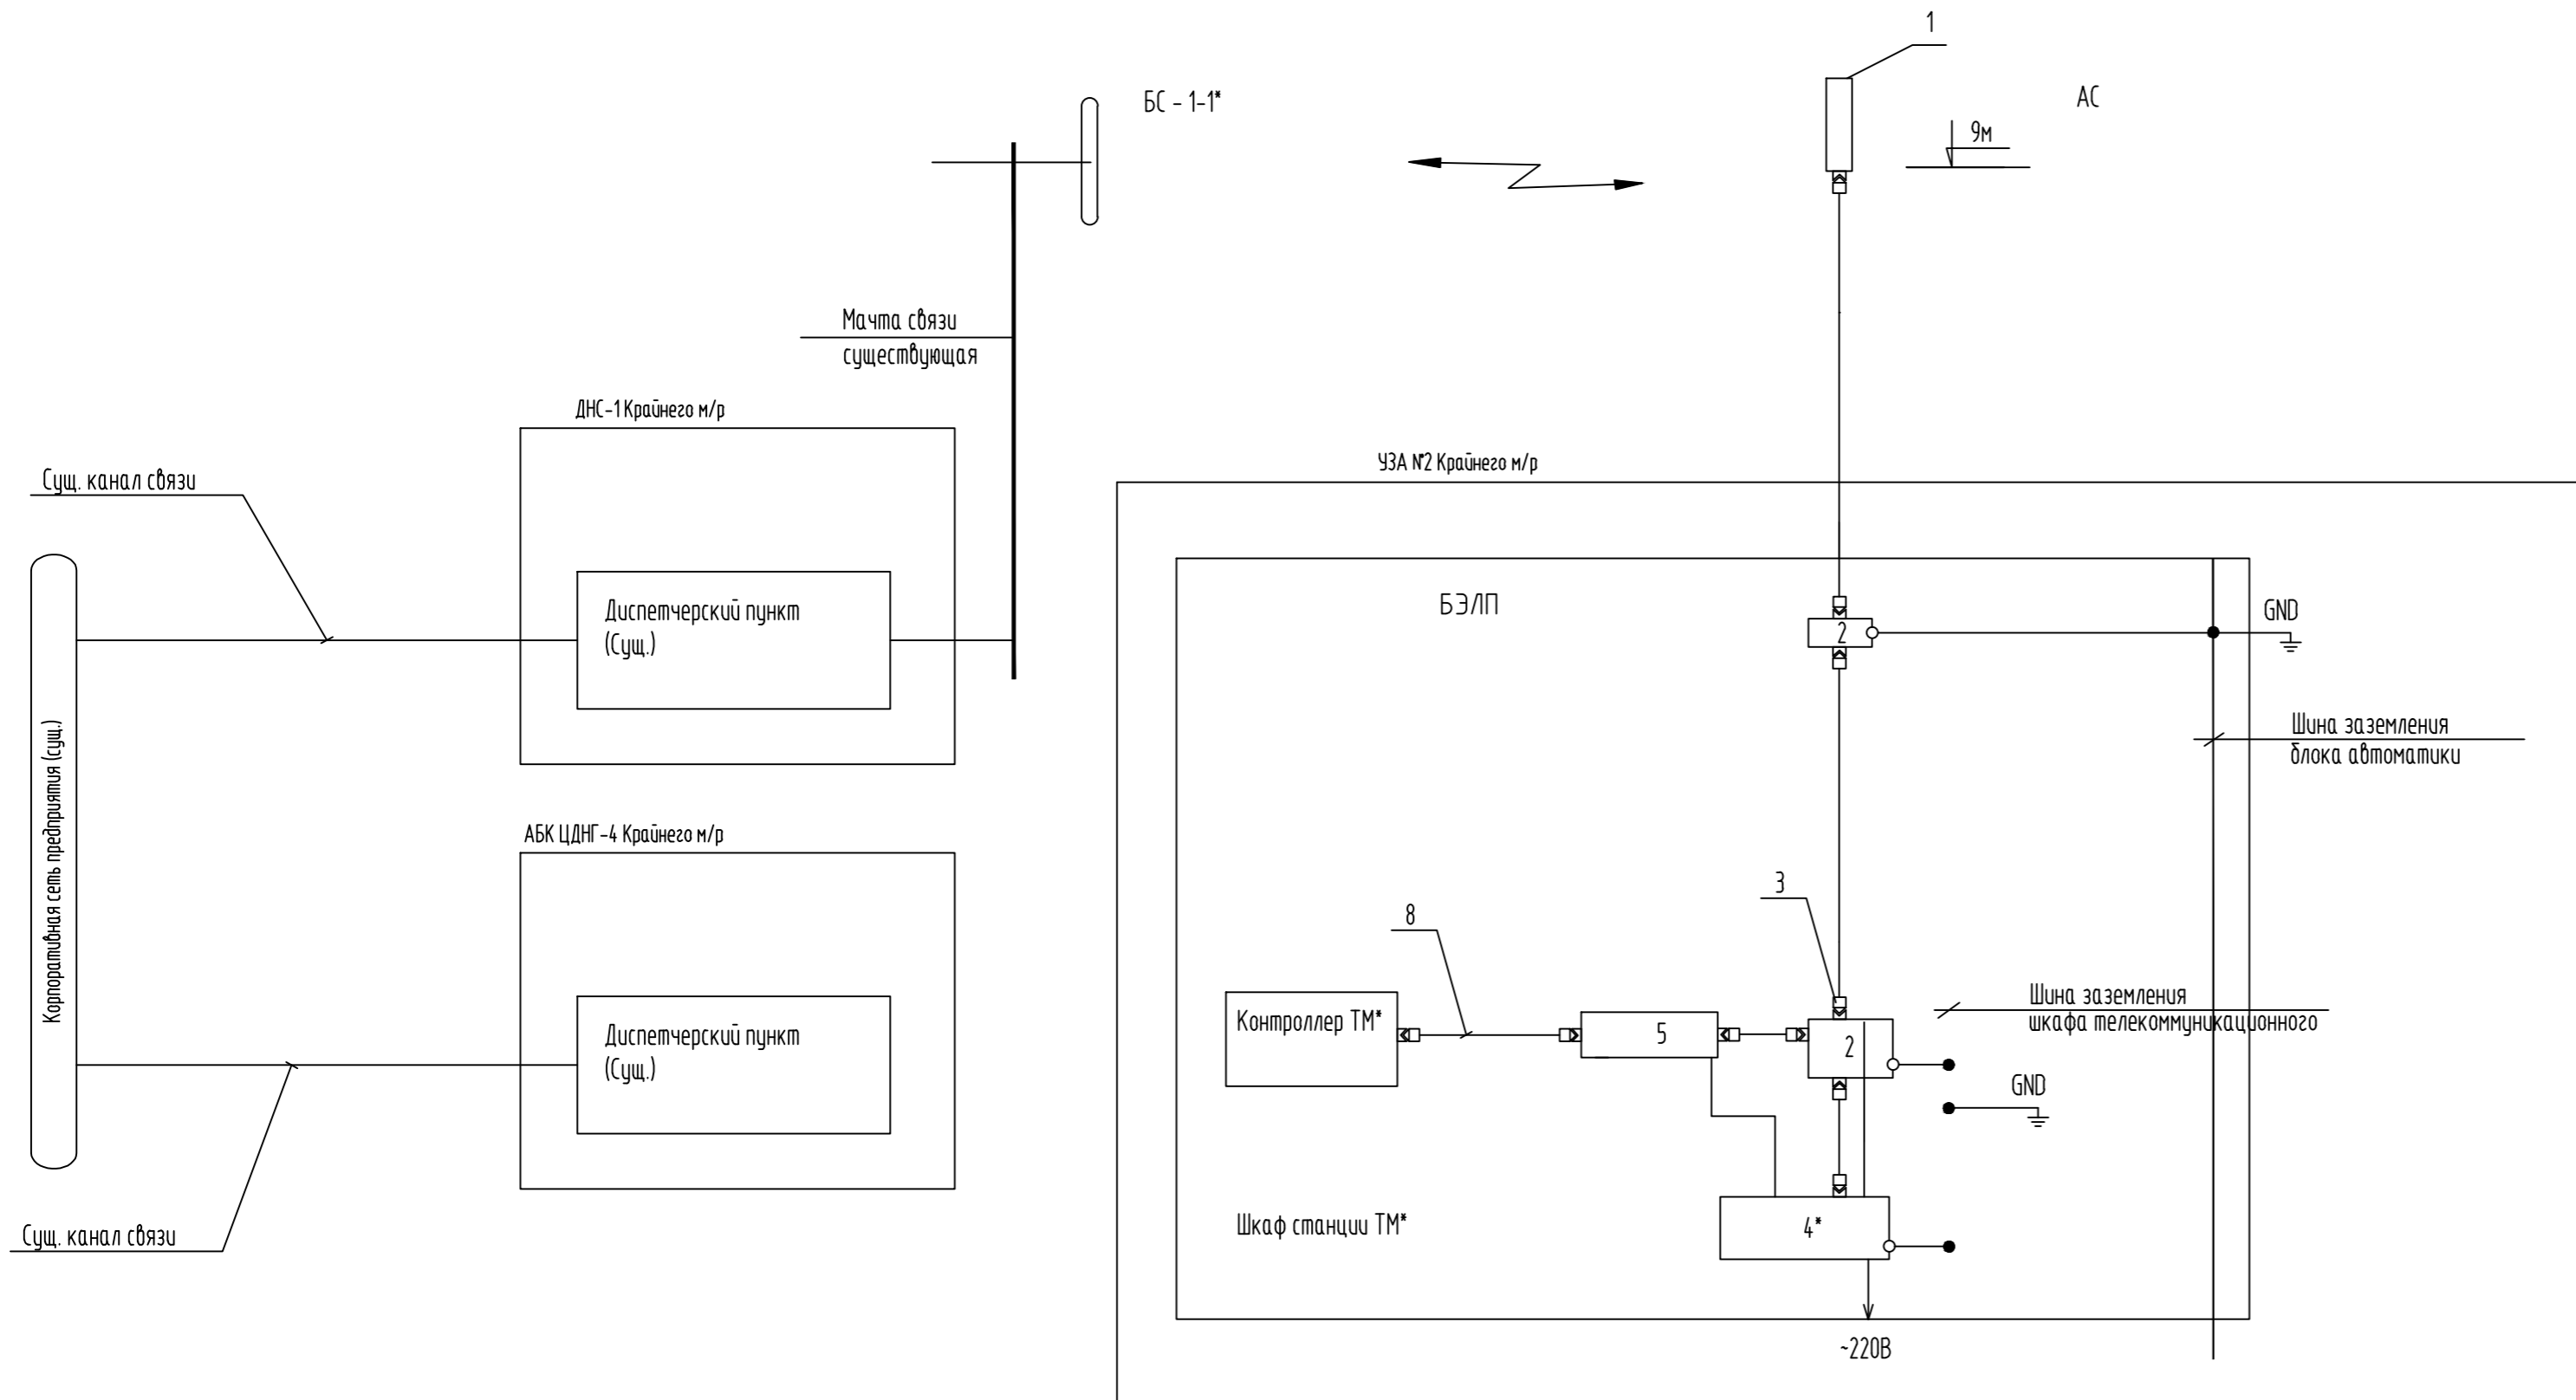 1
БС - 1-1*
АС
9м
Мачта связи
существующая
ДНС-1 Крайнего м/р
Сущ. канал связи
УЗА №2 Крайнего м/р
Диспетчерский пункт
(Сущ.)
БЭЛП
2
GND
Шина заземления
блока автоматики
Корпоративная сеть предприятия (сущ.)
АБК ЦДНГ-4 Крайнего м/р
3
8
Контроллер ТМ*
5
2
Шина заземления
шкафа телекоммуникационного
Диспетчерский пункт
(Сущ.)
GND
Шкаф станции ТМ*
4*
Сущ. канал связи
~220В